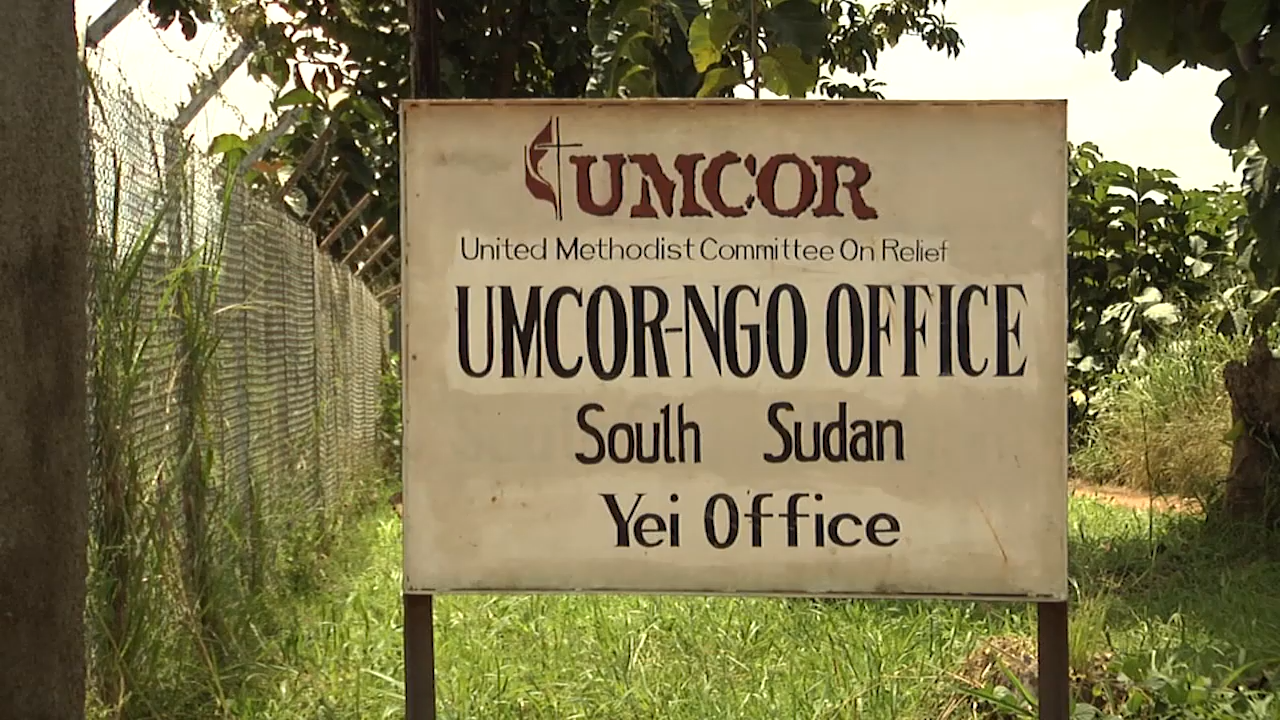 UMCOR
United Methodist Committee On Relief
UMCOR-NGO OFFICE
South Sudan
Yei Office